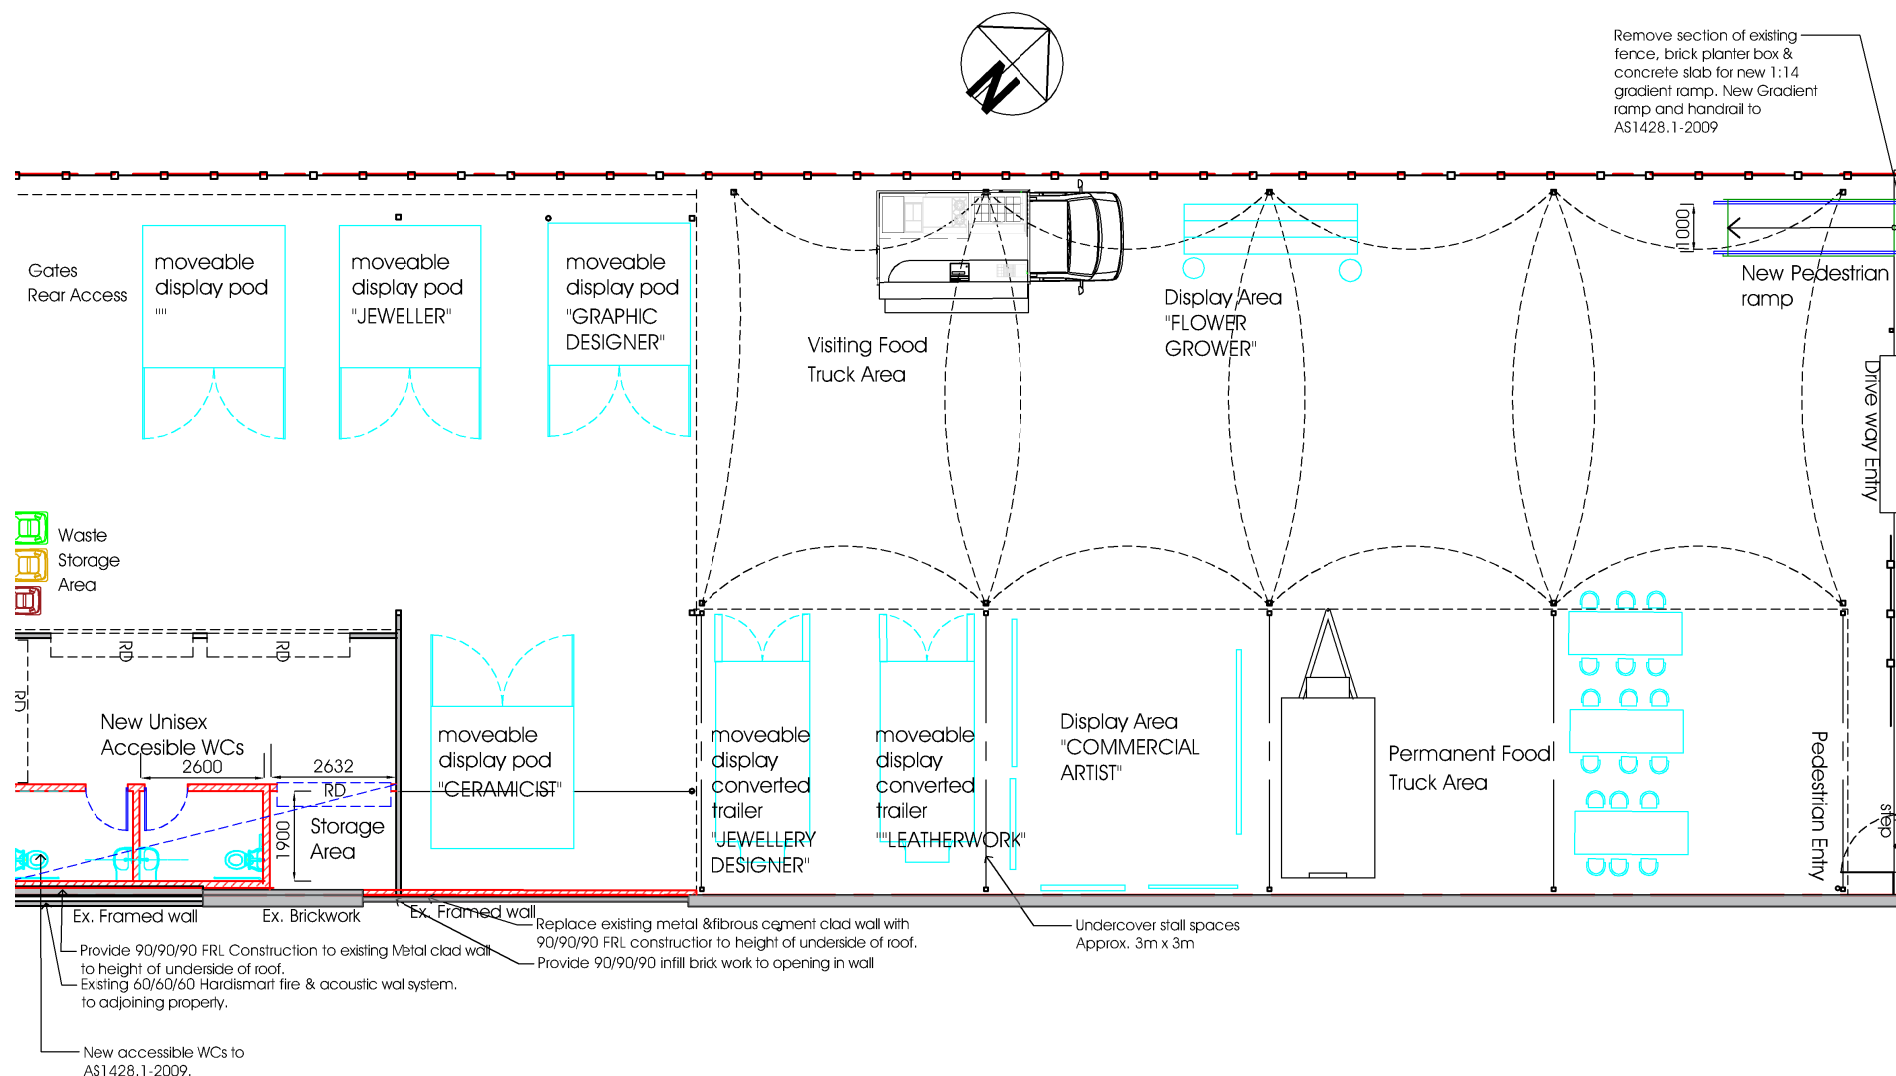 Remove section of existing
fence, brick planter box &
concrete slab for new 1:14
gradient ramp. New Gradient
ramp and handrail to
AS1428.1-2009
N
Gates
Rear Access
moveable
display pod
""
moveable
display pod
"JEWELLER"
moveable
display pod
"GRAPHIC
DESIGNER"
Visiting Food
Truck Area
Display Area
"FLOWER
GROWER"
1000
New Pedestrian
ramp
Drive way Entry
Waste
Storage
Area
RD
RD
RD
New Unisex
Accesible WCs
2600
2632
RD
1900
Storage
Area
moveable
display pod
"CERAMICIST"
moveable
display
converted
trailer
"JEWELLERY
DESIGNER"
moveable
display
converted
trailer
""LEATHERWORK"
Display Area
"COMMERCIAL
ARTIST"
Permanent Food
Truck Area
Pedestrian Entry
step
Ex. Framed wall
Ex. Brickwork
Ex. Framed wall
Replace existing metal &fibrous cement clad wall with
90/90/90 FRL constructior to height of underside of roof.
Provide 90/90/90 infill brick work to opening in wall
Undercover stall spaces
Approx. 3m x 3m
Provide 90/90/90 FRL Construction to existing Metal clad wall
to height of underside of roof.
Existing 60/60/60 Hardismart fire & acoustic wal system.
to adjoining property.
New accessible WCs to
AS1428.1-2009.